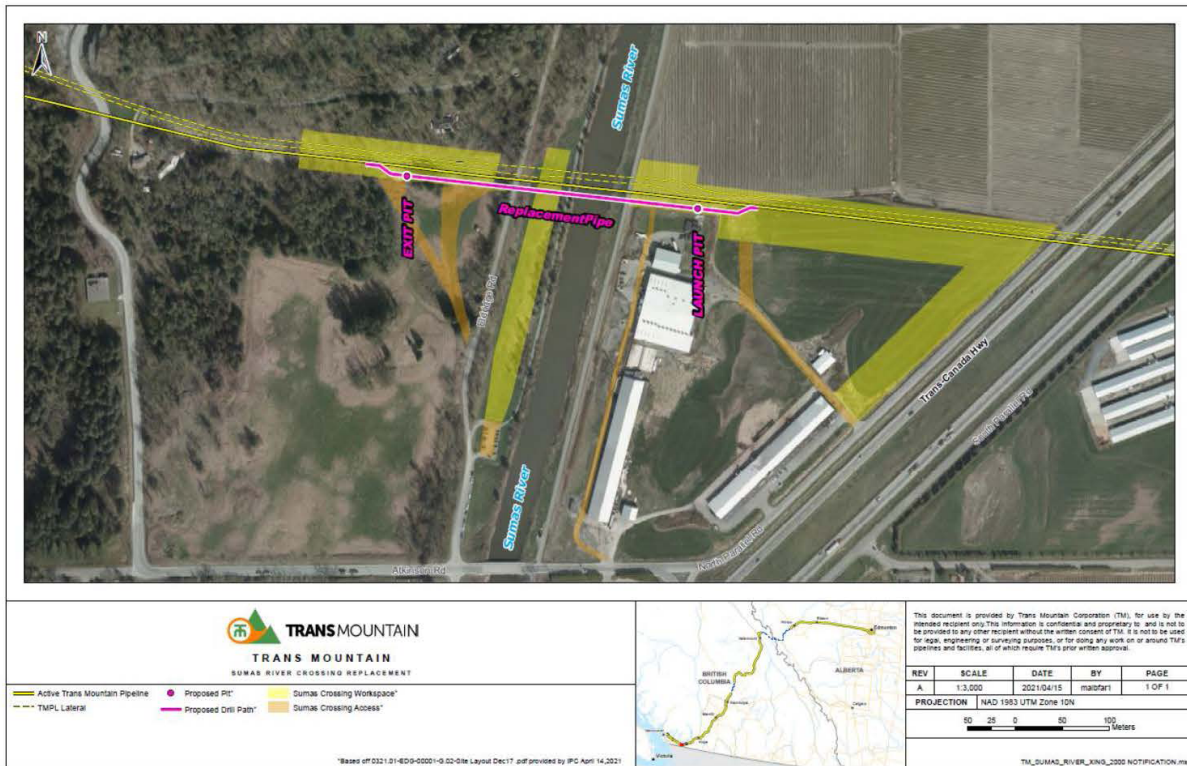 N
Sumas River
EXIT PIT
ReplacementPipe
LAUNCH PIT
Trans-Canada Hwy
South Parallel
Sumas River
Atkinson Rd
North Parallel Rd
TRANSMOUNTAIN
TRANS MOUNTAIN
SUMAS RIVER CROSSING REPLACEMENT
Active Trans Mountain Pipeline
Proposed Pit*
Sumas Crossing Workspace*
TMPL Lateral
Proposed Drill Path*
Sumas Crossing Access*
*Based off 0321.01-BDG-00001-G.02-Site Layout Dec17 .pdf provided by IPC April 14,2021
Edmonton
BRITISH
COLUMBIA
ALBERTA
Calgary
Kamloops
Hope
Victoria
This document is provided by Trans Mountain Corporation (TM), for use by the
intended recipient only.This information is confidential and proprietary to and is not to
be provided to any other recipient without the written consent of TM. It is not to be used
for legal, engineering or surveying purposes, or for doing any work on or around TM's
pipelines and facilities, all of which require TM's prior written approval.
REV SCALE DATE BY PAGE
A 1:3,000 2021/04/15 malbfar1 1 OF 1
PROJECTION NAD 1983 UTM Zone 10N
50 25 0 50 100
Meters
TM_SUMAS_RIVER_XING_2000 NOTIFICATION.mx